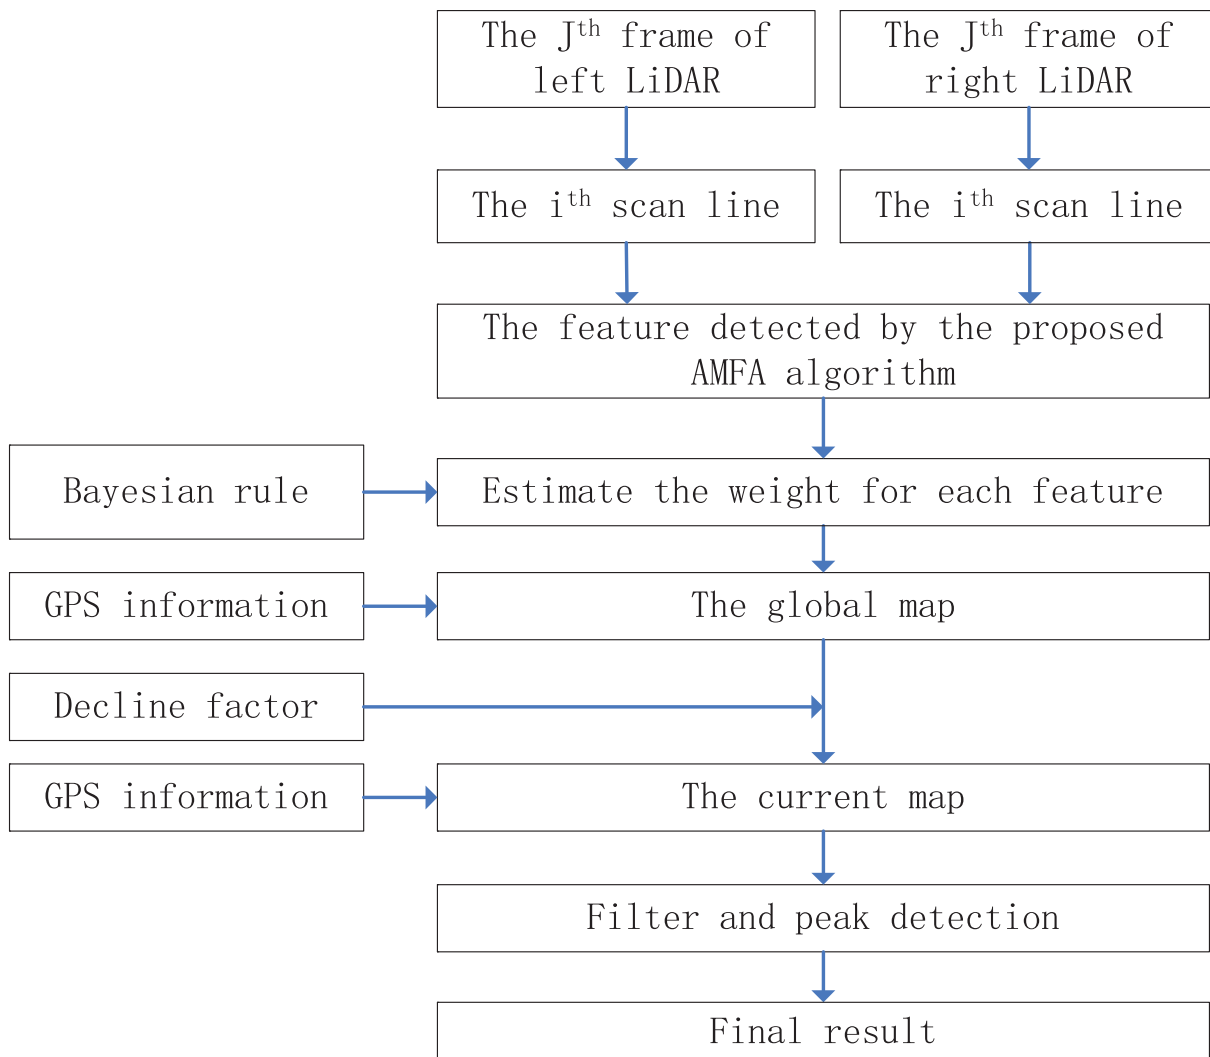 The Jth frame of
left LiDAR
The Jth frame of
right LiDAR
The ith scan line
The ith scan line
The feature detected by the proposed
AMFA algorithm
Bayesian rule
Estimate the weight for each feature
GPS information
The global map
Decline factor
GPS information
The current map
Filter and peak detection
Final result